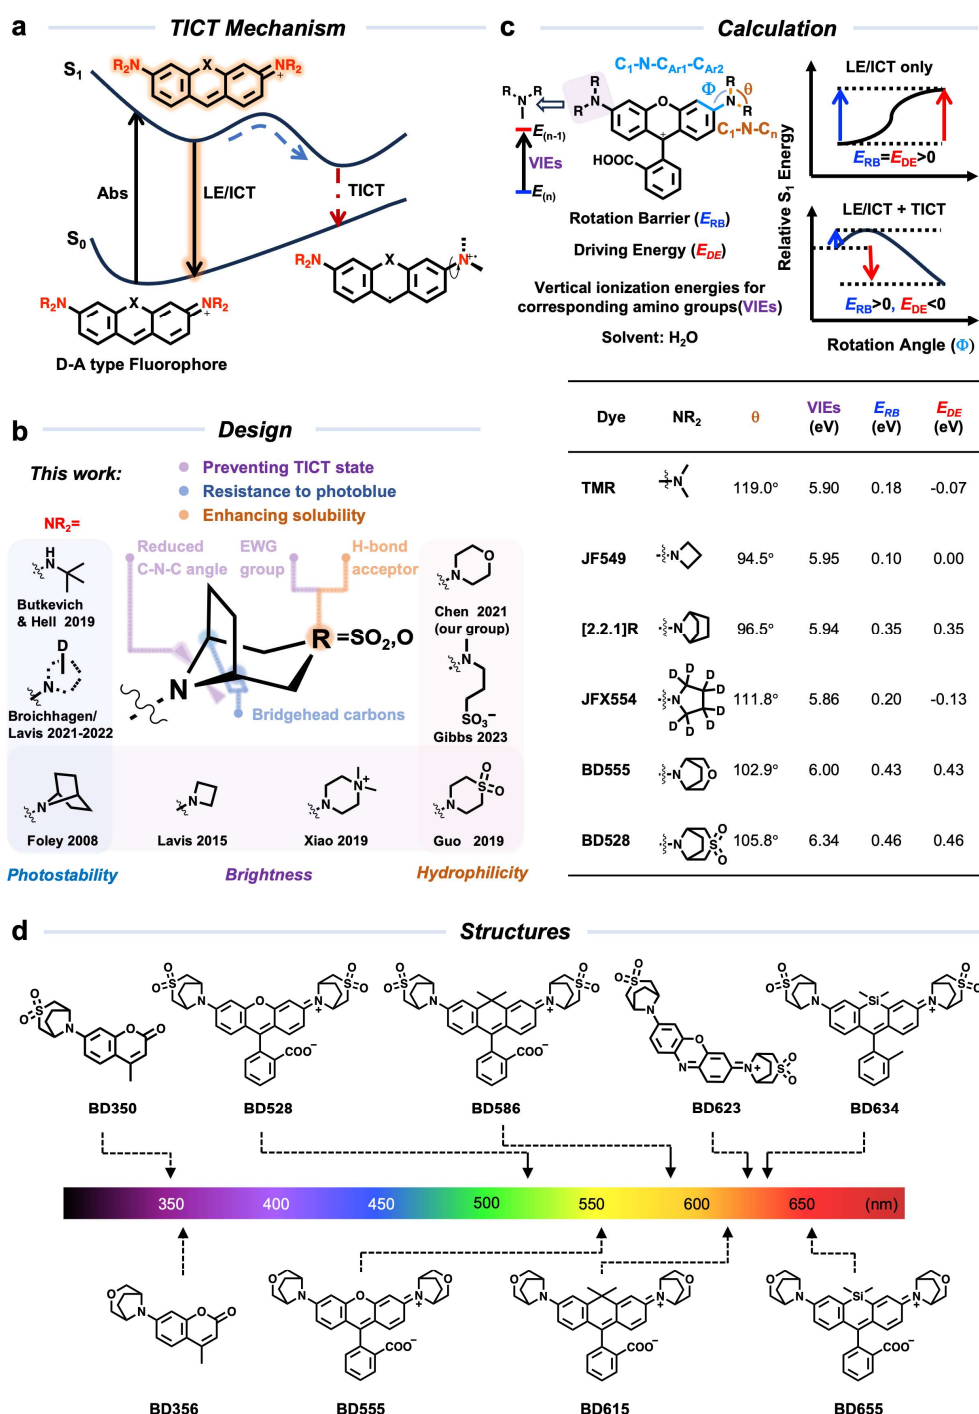 a
TICT Mechanism
S1
R2N
X
NR2
+
Abs
LE/ICT
TICT
S0
R2N
X
N
R2N
X
NR2
+
D-A type Fluorophore
b
Design
This work:
Preventing TICT state
Resistance to photoblue
Enhancing solubility
NR2=
Reduced
C-N-C angle
EWG
group
H-bond
acceptor
H
N
Butkevich
& Hell 2019
D
N
Broichhagen/
Lavis 2021-2022
R=SO2,O
N
Bridgehead carbons
O
N
Chen 2021
(our group)
N
SO3−
Gibbs 2023
N
Foley 2008
N
Lavis 2015
N+
N
Xiao 2019
S
O
O
N
Guo 2019
Photostability
Brightness
Hydrophilicity
c
Calculation
C1-N-CAr1-CAr2
R
N
R
R
N
R
O
Φ
R
N
θ
R
C1-N-Cn
E(n-1)
VIEs
E(n)
HOOC
+
Rotation Barrier (ERB)
Driving Energy (EDE)
Vertical ionization energies for
corresponding amino groups(VIEs)
Solvent: H2O
Relative S1 Energy
LE/ICT only
ERB=EDE>0
LE/ICT + TICT
ERB>0, EDE<0
Rotation Angle (Φ)
Dye NR2 θ VIEs (eV) ERB (eV) EDE (eV)
TMR N 119.0° 5.90 0.18 -0.07
JF549 N 94.5° 5.95 0.10 0.00
[2.2.1]R N 96.5° 5.94 0.35 0.35
D D D D D D D D
JFX554 N 111.8° 5.86 0.20 -0.13
BD555 N O 102.9° 6.00 0.43 0.43
BD528 N S O O 105.8° 6.34 0.46 0.46
d
Structures
O S O N O O
BD350
O S O N O N + O S O COO−
BD528
O S O N N + O S O COO−
BD586
O S O N O N N+ S O O
BD623
O S O N Si N + O S O
BD634
350 400 450 500 550 600 650 (nm)
O N O O
BD356
O N O N + O COO−
BD555
O N N + O COO−
BD615
O N Si N + O COO−
BD655